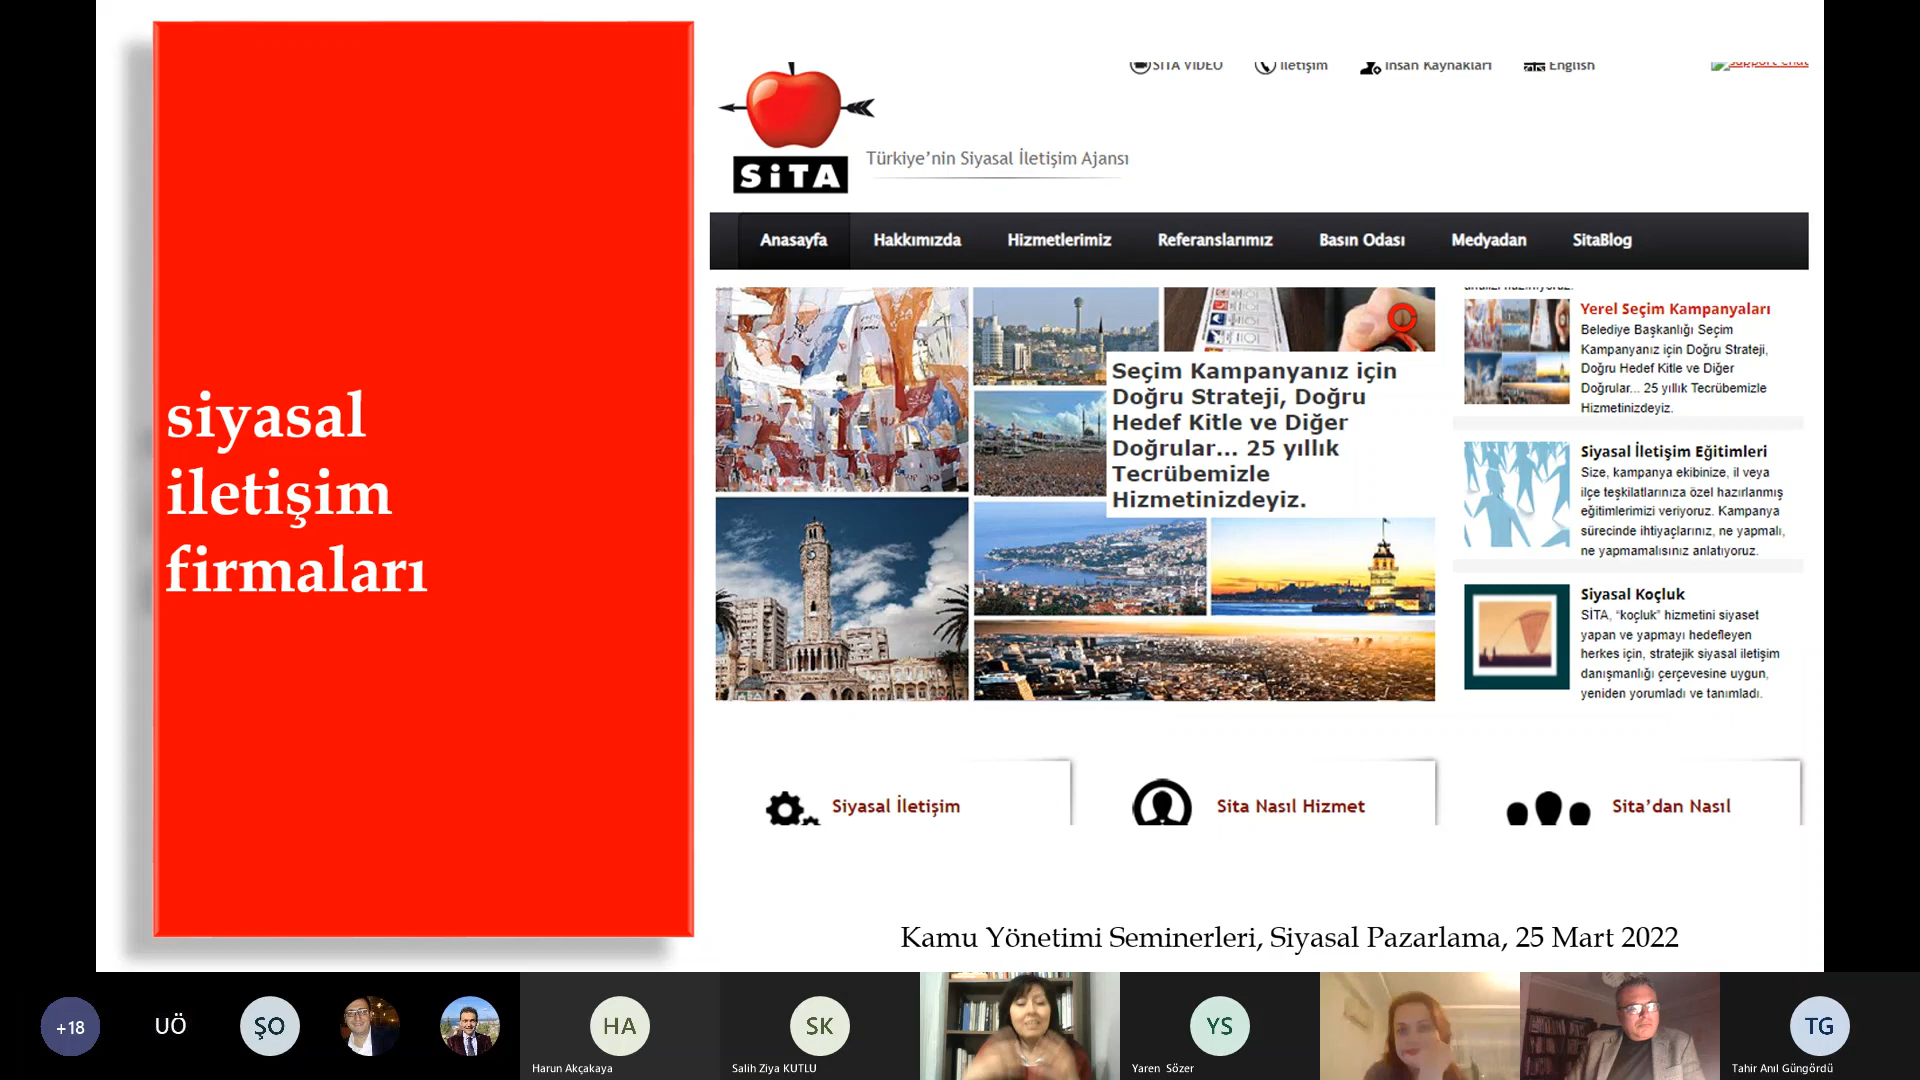 siyasal
iletişim
firmaları
SİTA VİDEO
İletişim
İnsan Kaynakları
English
support chat
SiTA
Türkiye'nin Siyasal İletişim Ajansı
Anasayfa
Hakkımızda
Hizmetlerimiz
Referanslarımız
Basın Odası
Medyadan
SitaBlog
Seçim Kampanyanız için
Doğru Strateji, Doğru
Hedef Kitle ve Diğer
Doğrular... 25 yıllık
Tecrübemizle
Hizmetinizdeyiz.
Yerel Seçim Kampanyaları
Belediye Başkanlığı Seçim
Kampanyanız için Doğru Strateji,
Doğru Hedef Kitle ve Diğer
Doğrular... 25 yıllık Tecrübemizle
Hizmetinizdeyiz.
Siyasal İletişim Eğitimleri
Size, kampanya ekibinize, il veya
ilçe teşkilatlarınıza özel hazırlanmış
eğitimlerimizi veriyoruz. Kampanya
sürecinde ihtiyaçlarınız, ne yapmalı,
ne yapmamalısınız anlatıyoruz.
Siyasal Koçluk
SİTA, “koçluk” hizmetini siyaset
yapan ve yapmayı hedefleyen
herkes için, stratejik siyasal iletişim
danışmanlığı çerçevesine uygun,
yeniden yorumladı ve tanımladı.
Siyasal İletişim
Sita Nasıl Hizmet
Sita’dan Nasıl
Kamu Yönetimi Seminerleri, Siyasal Pazarlama, 25 Mart 2022
+18
UÖ
ŞO
HA
Harun Akçakaya
SK
Salih Ziya KUTLU
YS
Yaren Sözer
TG
Tahir Anıl Güngördü